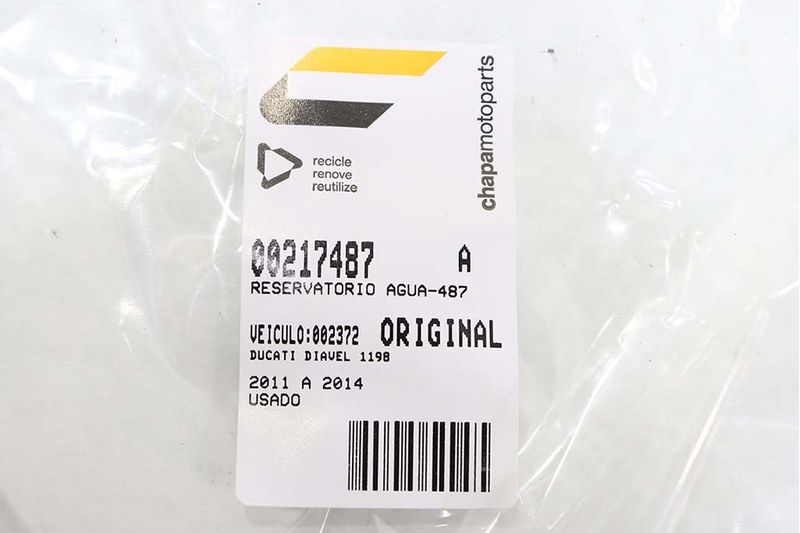 chapamotoparts
recicle
renove
reutilize
00217487 A
RESERVATORIO AGUA-487
VEICULO:002372 ORIGINAL
DUCATI DIAVEL 1198
2011 A 2014
USADO